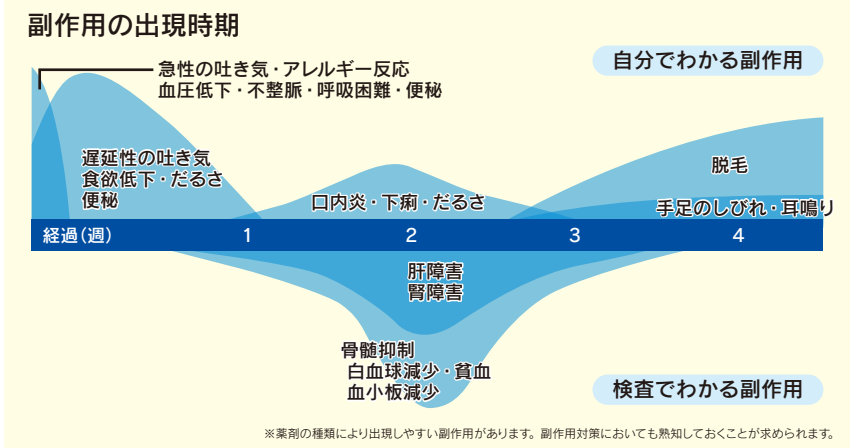 副作用の出現時期
急性の吐き気・アレルギー反応
血圧低下・不整脈・呼吸困難・便秘
自分でわかる副作用
遅延性の吐き気
食欲低下・だるさ
便秘
口内炎・下痢・だるさ
脱毛
手足のしびれ・耳鳴り
経過(週) 1 2 3 4
肝障害
腎障害
骨髄抑制
白血球減少・貧血
血小板減少
検査でわかる副作用
※薬剤の種類により出現しやすい副作用があります。副作用対策においても熟知しておくことが求められます。